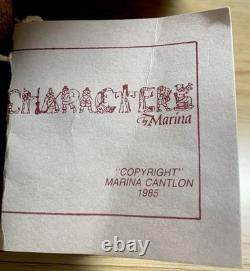 CHARACTERS
by Marina
"COPYRIGHT"
MARINA CANTLON
1985